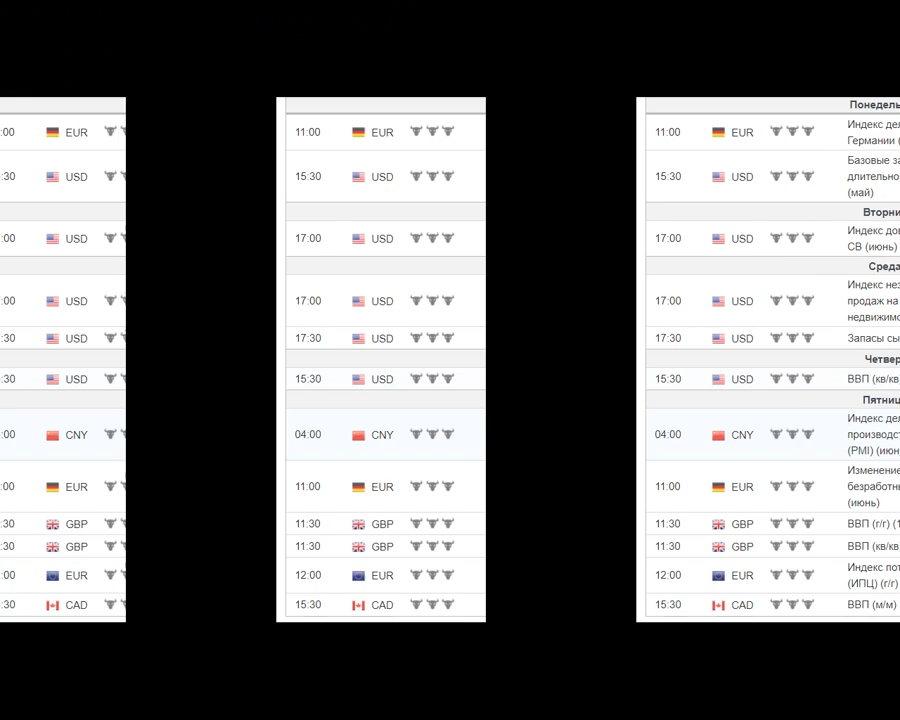 :00 EUR
:30 USD
:00 USD
:00 USD
:30 USD
:30 USD
:00 CNY
:00 EUR
:30 GBP
:30 GBP
:00 EUR
:30 CAD
11:00 EUR
15:30 USD
17:00 USD
17:00 USD
17:30 USD
15:30 USD
04:00 CNY
11:00 EUR
11:30 GBP
11:30 GBP
12:00 EUR
15:30 CAD
Понедель
11:00 EUR Индекс дел
Германии (
15:30 USD Базовые за
длительно
(май)
Вторни
17:00 USD Индекс дов
CB (июнь)
Среда
17:00 USD Индекс нез
продаж на
недвижимо
17:30 USD Запасы сы
Четвер
15:30 USD ВВП (кв/кв
Пятниц
04:00 CNY Индекс дел
производст
(PMI) (июн
11:00 EUR Изменение
безработн
(июнь)
11:30 GBP ВВП (г/г) (1
11:30 GBP ВВП (кв/кв
12:00 EUR Индекс пот
(ИПЦ) (г/г)
15:30 CAD ВВП (м/м)